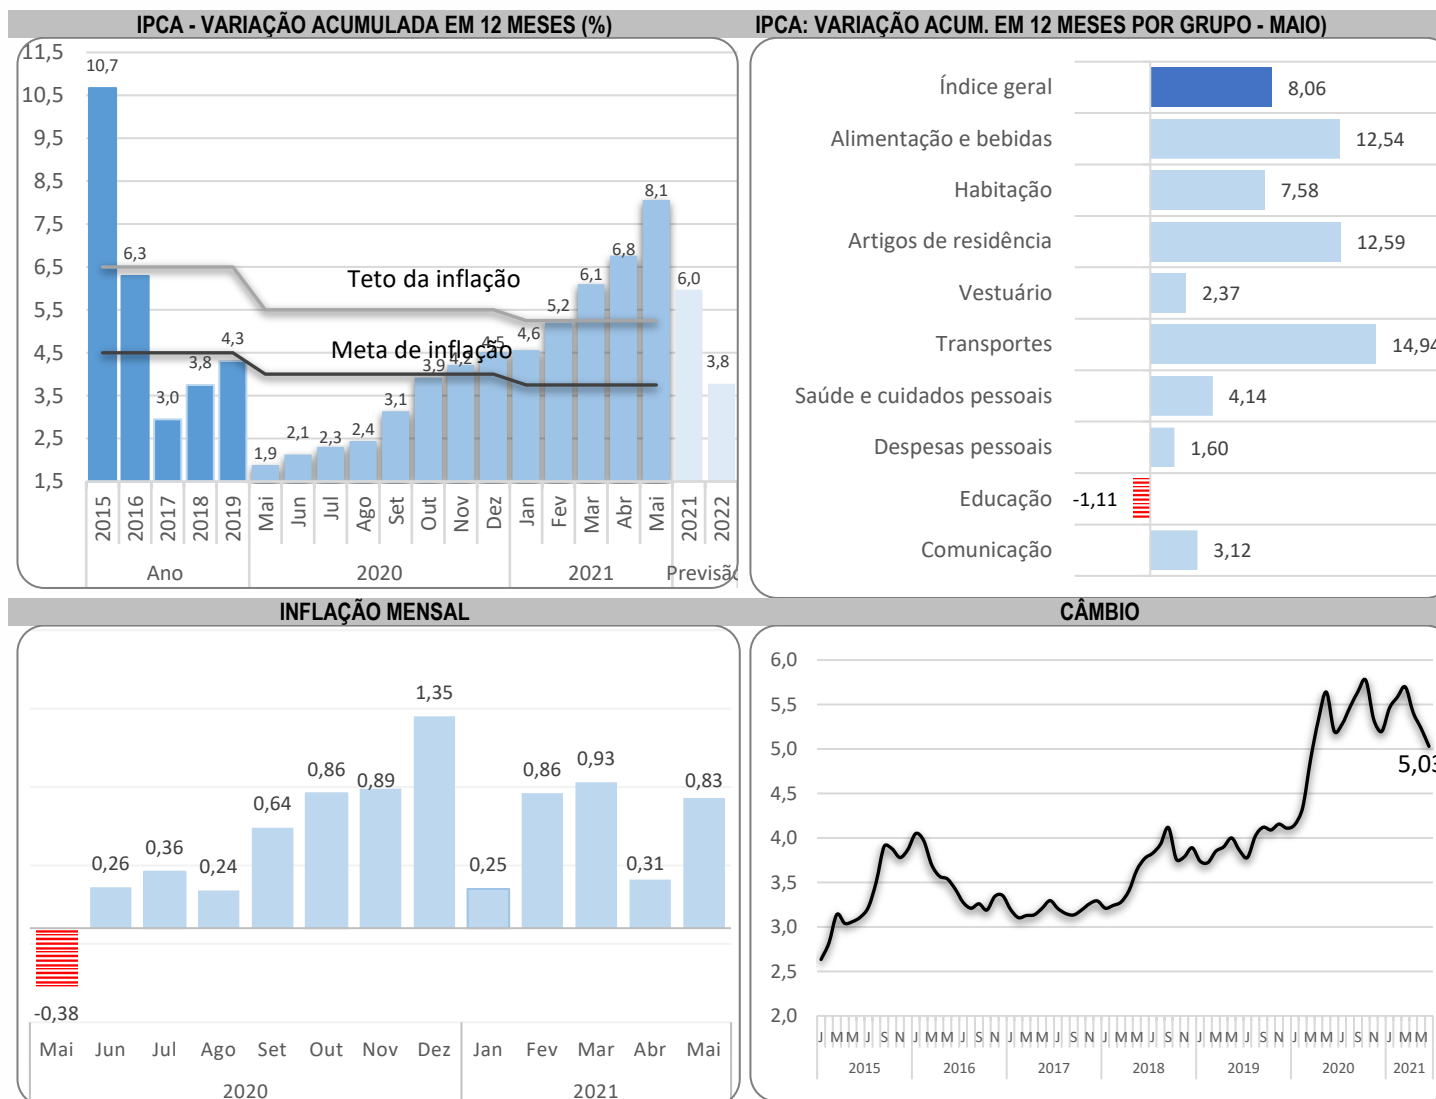 IPCA - VARIAÇÃO ACUMULADA EM 12 MESES (%)
11,5
10,5
9,5
8,5
7,5
6,5
5,5
4,5
3,5
2,5
1,5
10,7
6,3
3,0
3,8
4,3
1,9
2,1
2,3
2,4
3,1
3,9
4,2
4,5
4,6
5,2
6,1
6,8
8,1
6,0
3,8
Teto da inflação
Meta de inflação
2015 2016 2017 2018 2019 Mai Jun Jul Ago Set Out Nov Dez Jan Fev Mar Abr Mai 2021 2022
Ano 2020 2021 Previsão
IPCA: VARIAÇÃO ACUM. EM 12 MESES POR GRUPO - MAIO)
Índice geral 8,06
Alimentação e bebidas 12,54
Habitação 7,58
Artigos de residência 12,59
Vestuário 2,37
Transportes 14,94
Saúde e cuidados pessoais 4,14
Despesas pessoais 1,60
Educação -1,11
Comunicação 3,12
INFLAÇÃO MENSAL
-0,38
0,26
0,36
0,24
0,64
0,86
0,89
1,35
0,25
0,86
0,93
0,31
0,83
Mai Jun Jul Ago Set Out Nov Dez Jan Fev Mar Abr Mai
2020 2021
CÂMBIO
6,0
5,5
5,0
4,5
4,0
3,5
3,0
2,5
2,0
5,03
J M M J S N J M M J S N J M M J S N J M M J S N J M M J S N J M M J S N J M M
2015 2016 2017 2018 2019 2020 2021